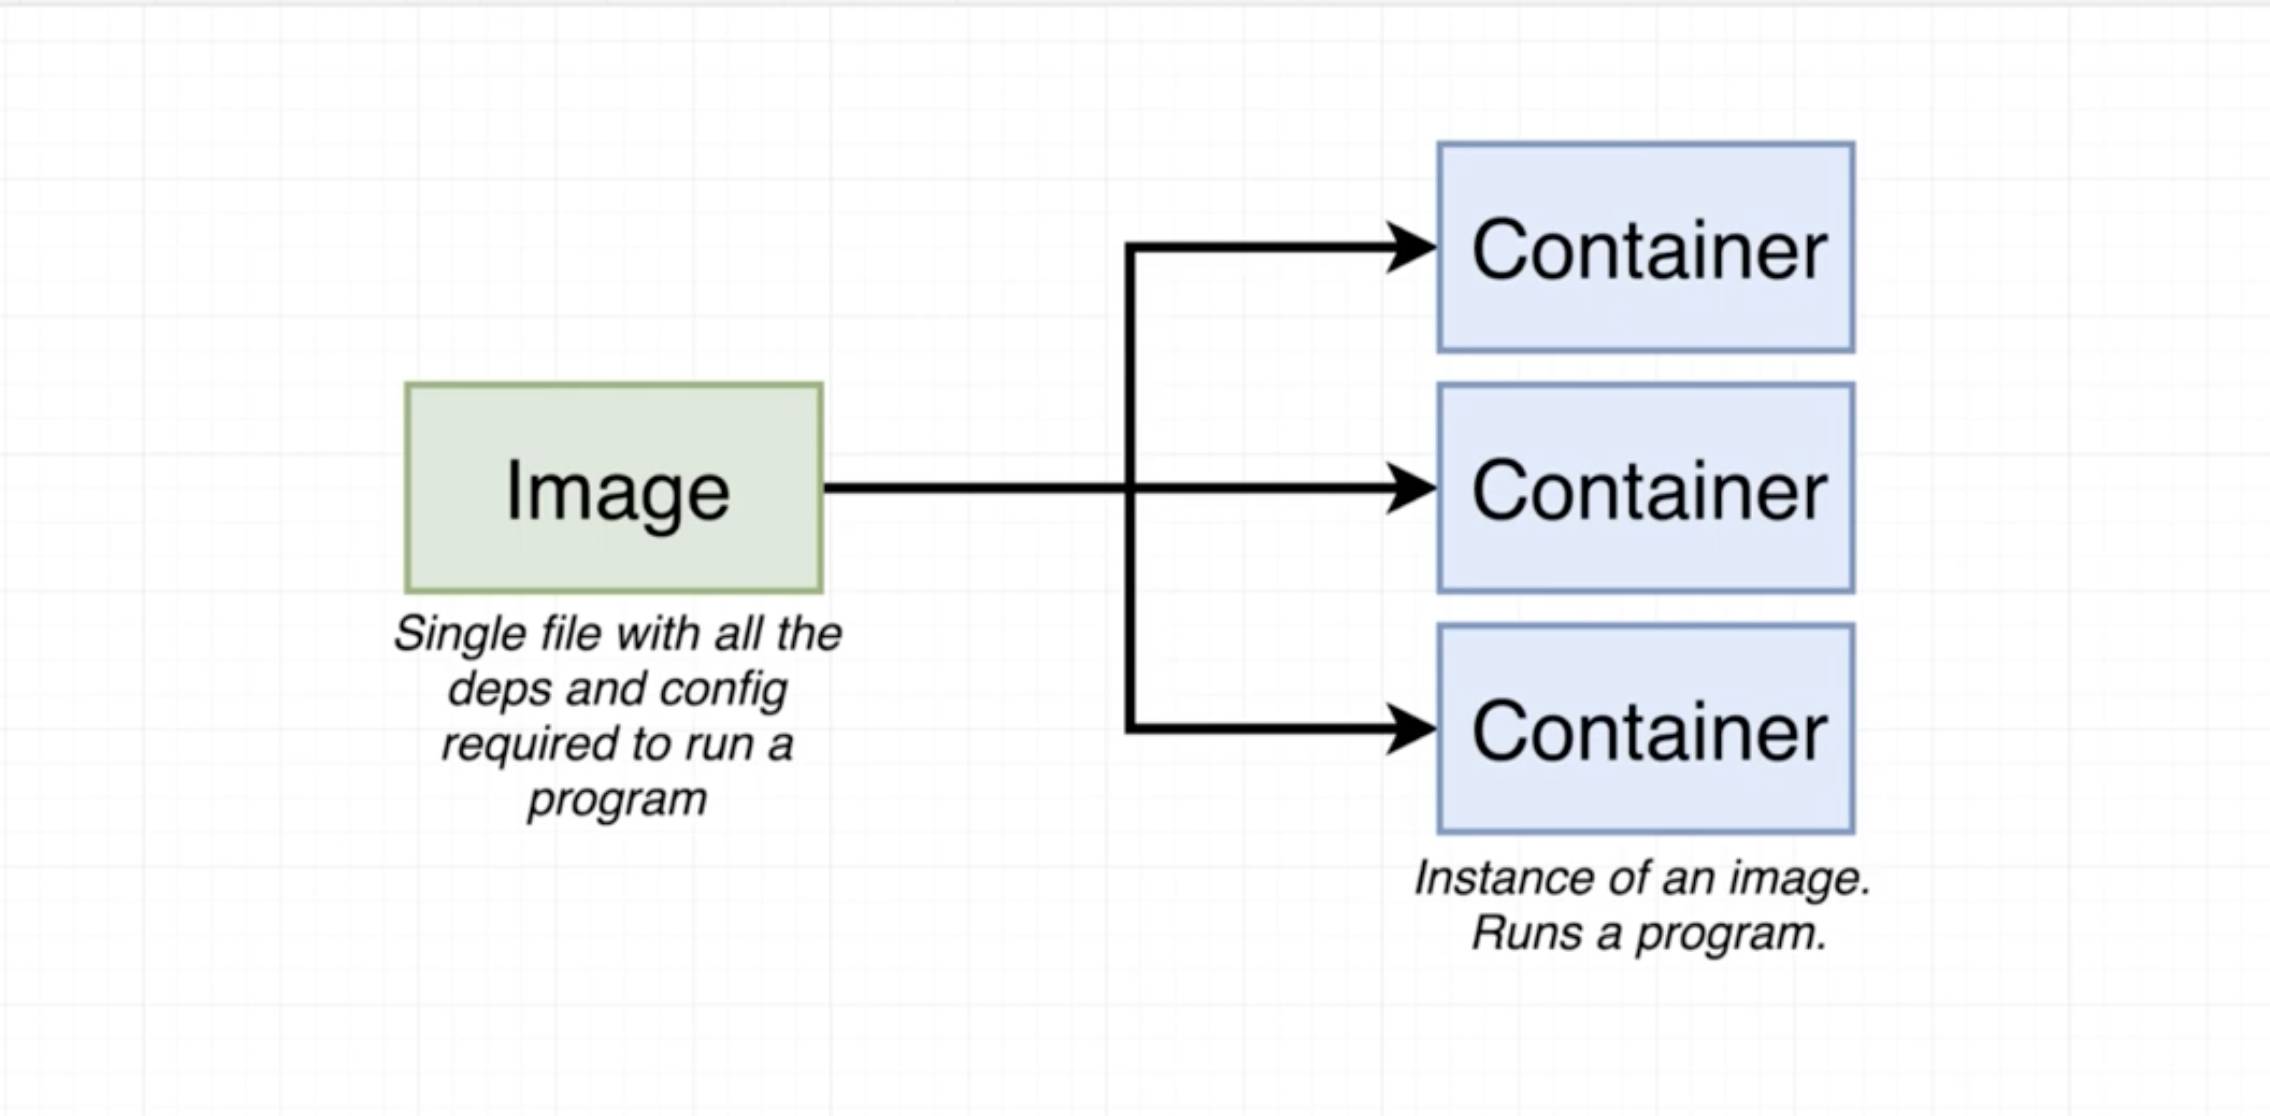 Image
Single file with all the
deps and config
required to run a
program
Container
Container
Container
Instance of an image.
Runs a program.